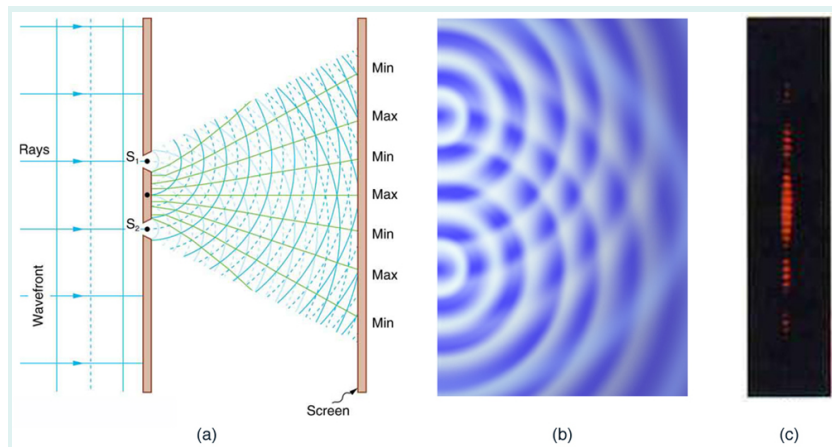 Rays
Wavefront
S1
S2
Min
Max
Min
Max
Min
Max
Min
Screen
(a)
(b)
(c)